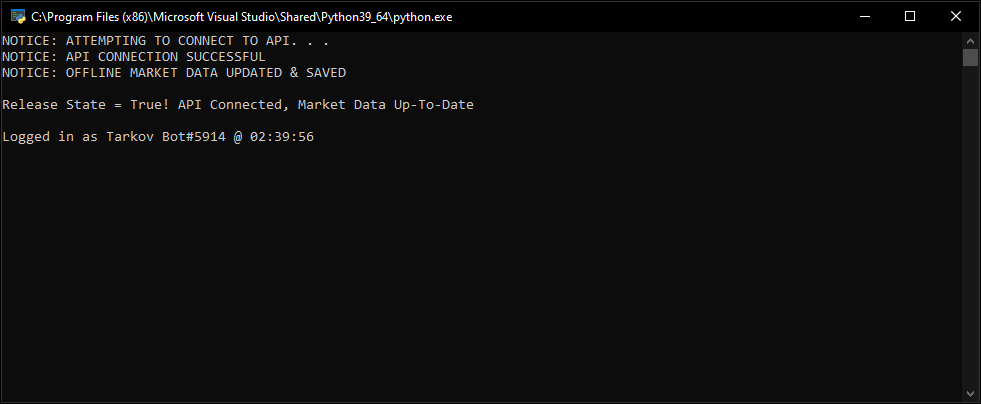 C:\Program Files (x86)\Microsoft Visual Studio\Shared\Python39_64\python.exe
NOTICE: ATTEMPTING TO CONNECT TO API. . .
NOTICE: API CONNECTION SUCCESSFUL
NOTICE: OFFLINE MARKET DATA UPDATED & SAVED
Release State = True! API Connected, Market Data Up-To-Date
Logged in as Tarkov Bot#5914 @ 02:39:56